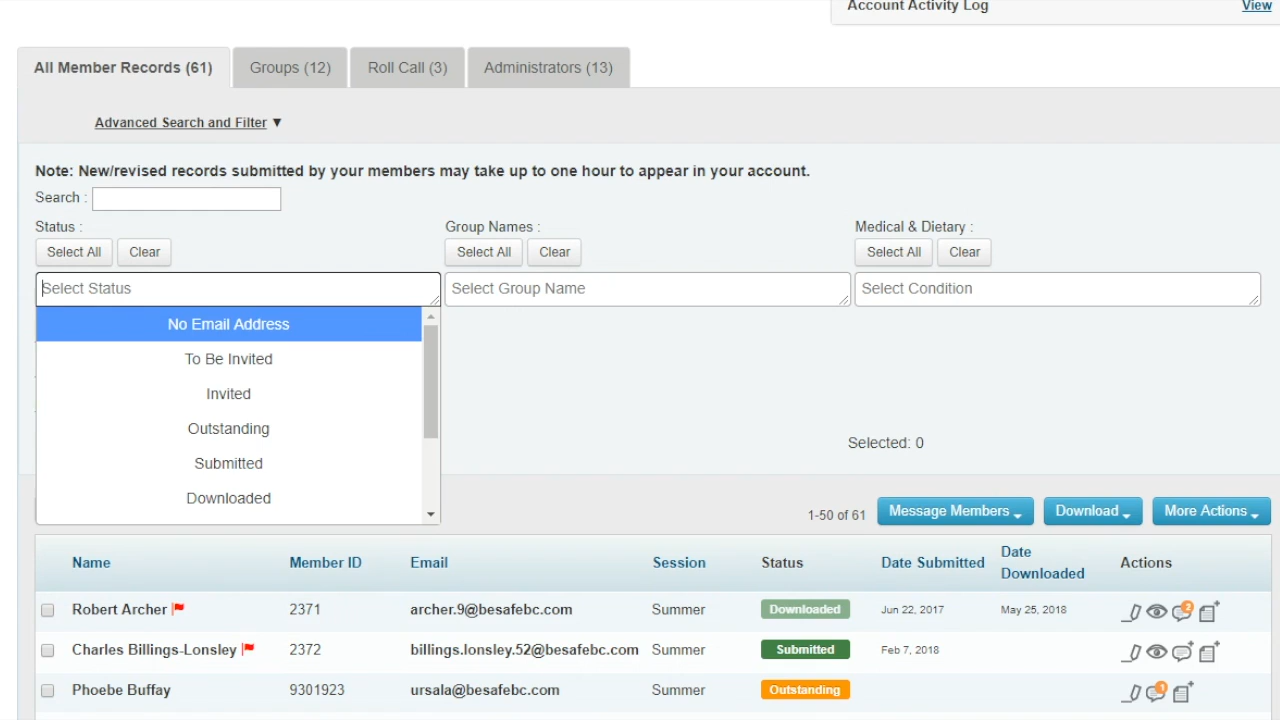 Account Activity Log View
All Member Records (61) Groups (12) Roll Call (3) Administrators (13)
Advanced Search and Filter ▼
Note: New/revised records submitted by your members may take up to one hour to appear in your account.
Search :
Status : Group Names : Medical & Dietary :
Select All Clear Select All Clear Select All Clear
Select Status Select Group Name Select Condition
No Email Address
To Be Invited
Invited
Outstanding
Submitted
Downloaded
Selected: 0
1-50 of 61 Message Members Download More Actions
Name Member ID Email Session Status Date Submitted Date Downloaded Actions
Robert Archer 2371 archer.9@besafebc.com Summer Downloaded Jun 22, 2017 May 25, 2018 2
Charles Billings-Lonsley 2372 billings.lonsley.52@besafebc.com Summer Submitted Feb 7, 2018
Phoebe Buffay 9301923 ursala@besafebc.com Summer Outstanding 1